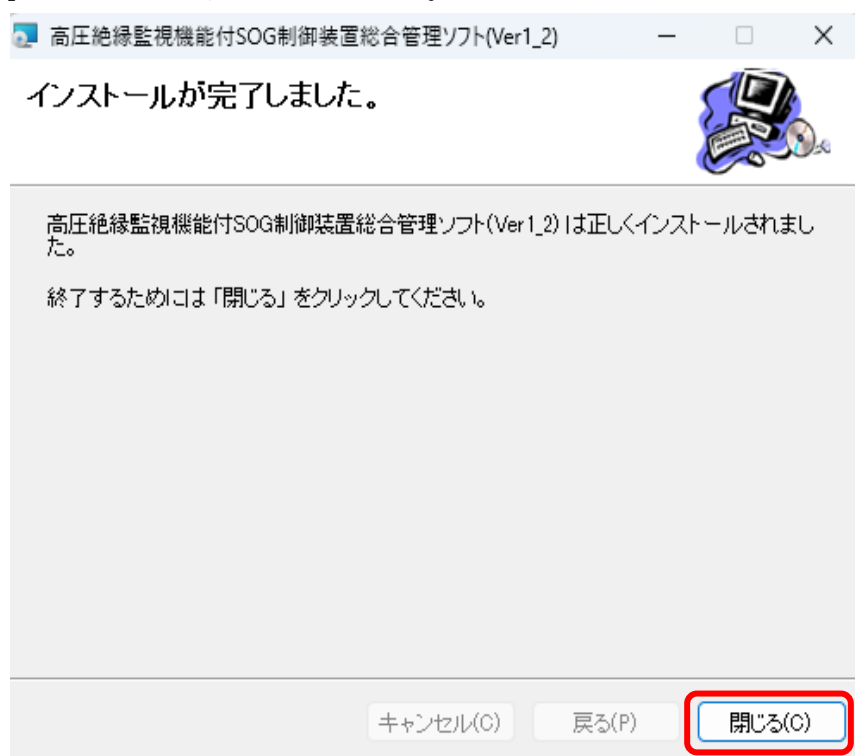 高圧絶縁監視機能付SOG制御装置総合管理ソフト(Ver1_2)
インストールが完了しました。
高圧絶縁監視機能付SOG制御装置総合管理ソフト(Ver1_2) は正しくインストールされまし
た。
終了するためには「閉じる」をクリックしてください。
キャンセル(C)
戻る(P)
閉じる(C)